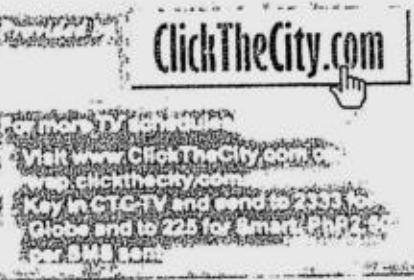 ClickTheCity.com
For more TV
Visit www.ClickTheCity.com or
wap.clickthecity.com
Key in CTC TV and send to 2333 for
Globe and to 225 for Smart. PhP2.50
per SMS sent